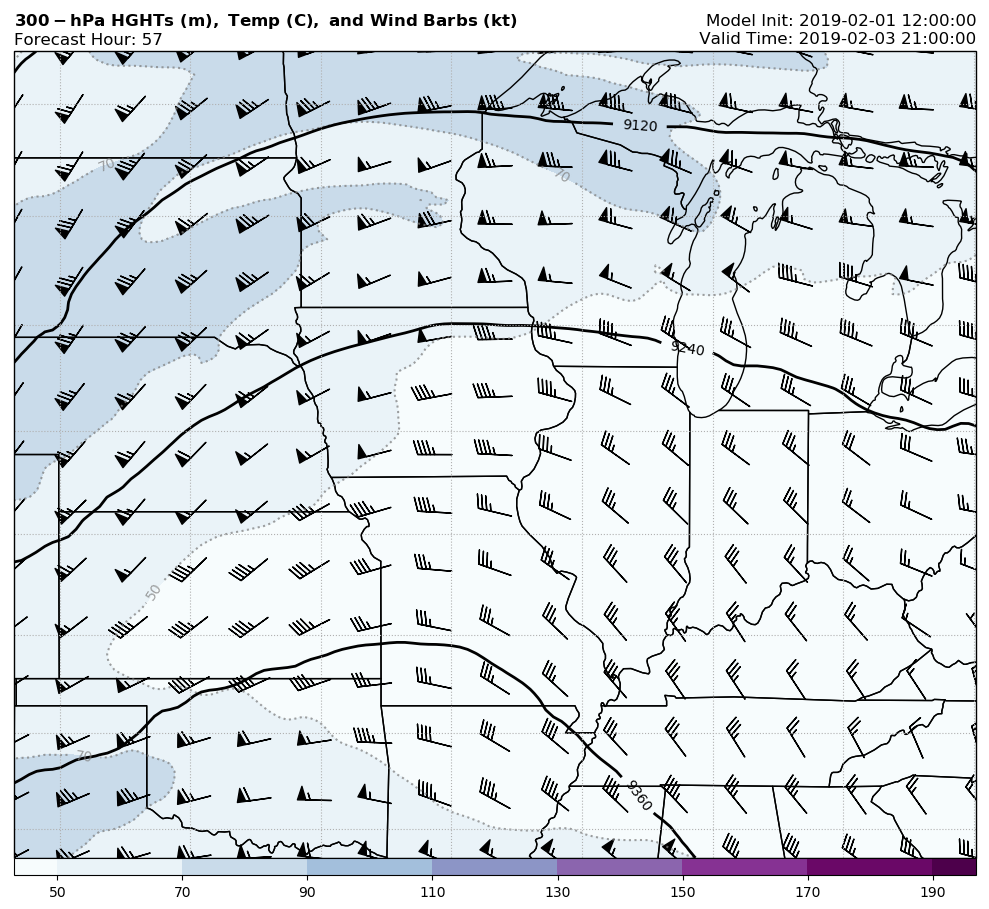 300-hPa HGHTs (m), Temp (C), and Wind Barbs (kt)
Model Init: 2019-02-01 12:00:00
Forecast Hour: 57
Valid Time: 2019-02-03 21:00:00
9120
70
70
9240
50
70
9360
50 70 90 110 130 150 170 190